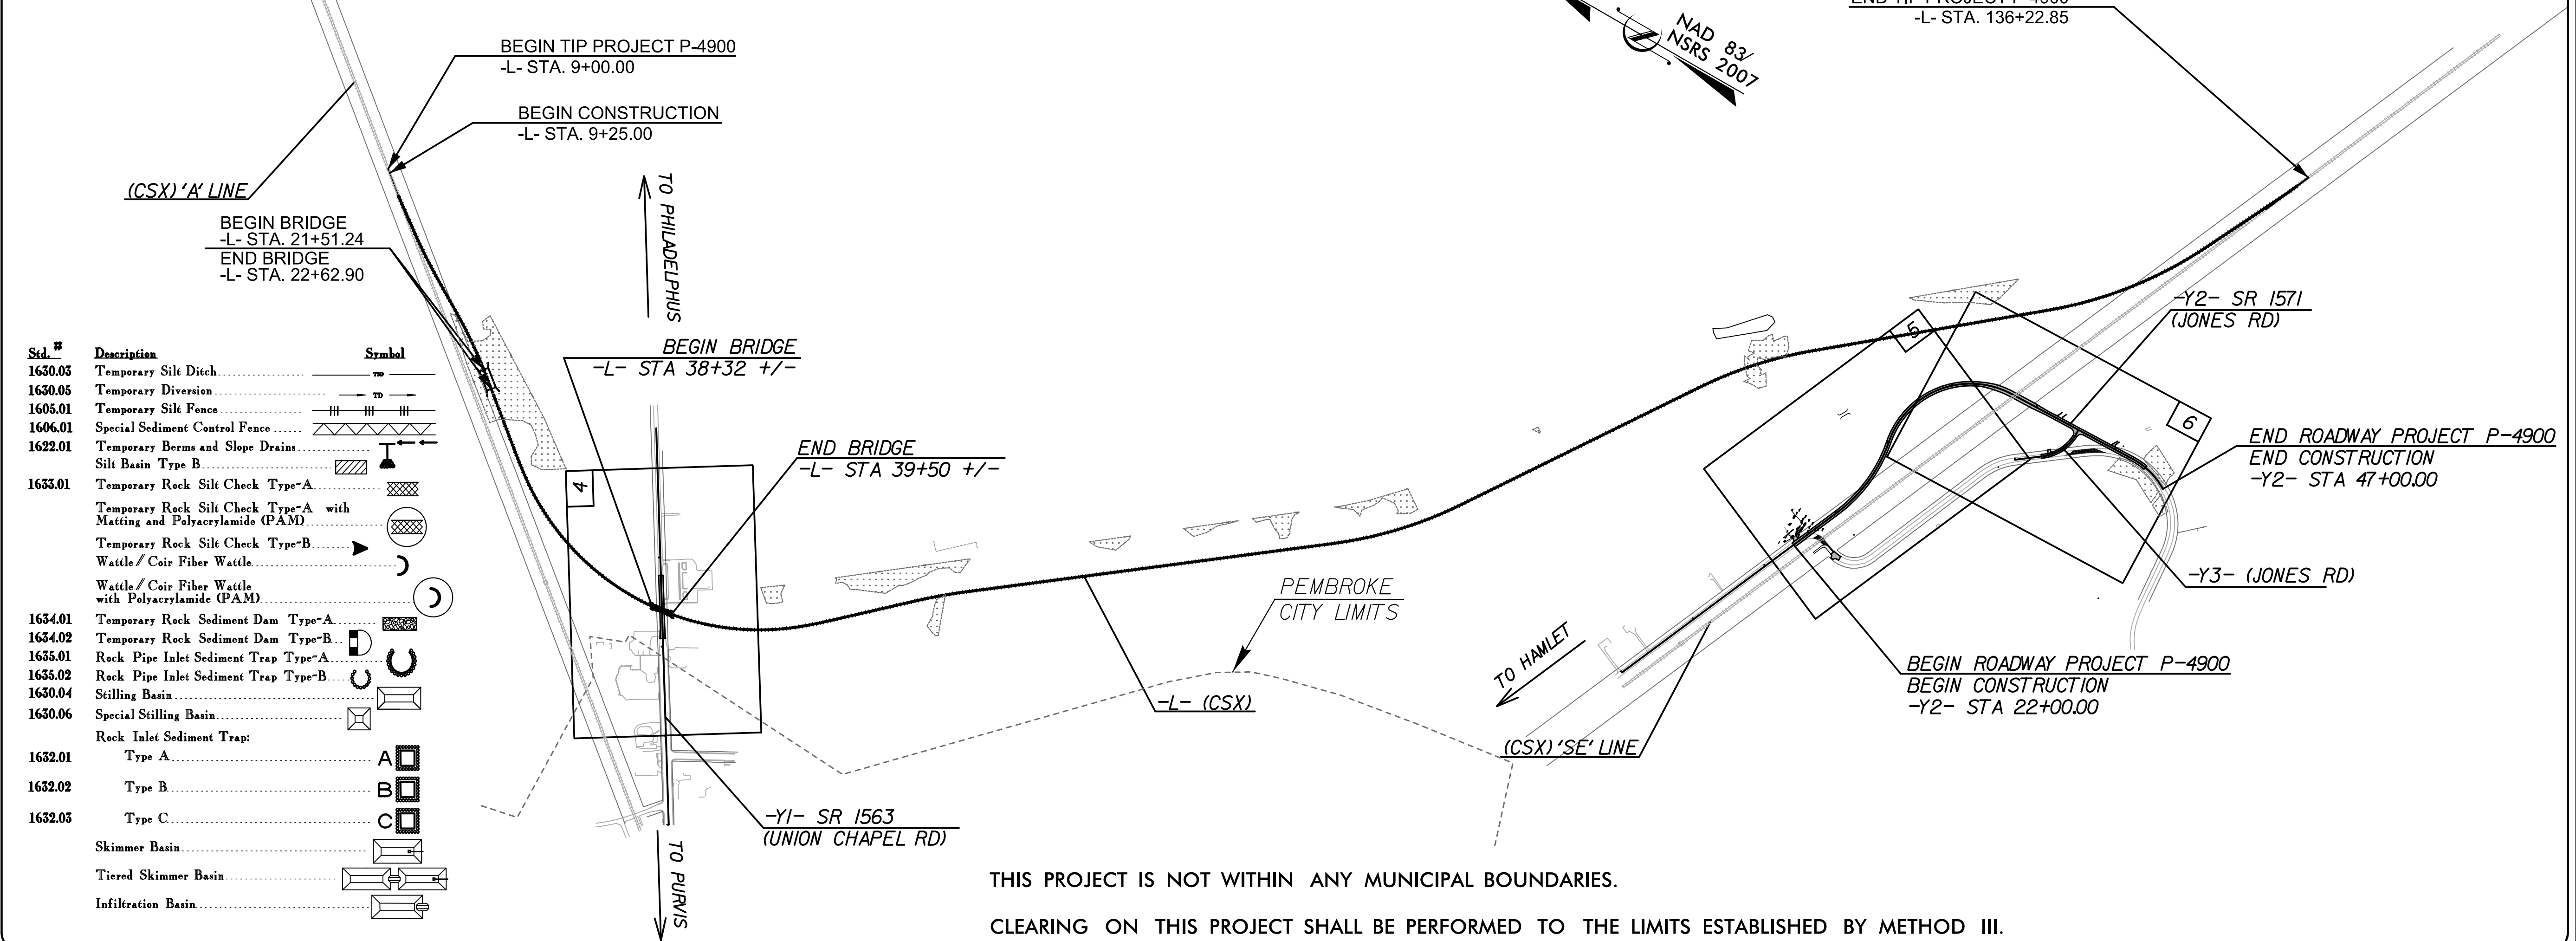 END TIP PROJECT P-4900
-L- STA. 136+22.85
NAD 83/
NSRS 2007
BEGIN TIP PROJECT P-4900
-L- STA. 9+00.00
BEGIN CONSTRUCTION
-L- STA. 9+25.00
(CSX) 'A' LINE
BEGIN BRIDGE
-L- STA. 21+51.24
END BRIDGE
-L- STA. 22+62.90
TO PHILADELPHUS
BEGIN BRIDGE
-L- STA 38+32 +/-
END BRIDGE
-L- STA 39+50 +/-
4
5
6
-Y2- SR 1571
(JONES RD)
END ROADWAY PROJECT P-4900
END CONSTRUCTION
-Y2- STA 47+00.00
-Y3- (JONES RD)
PEMBROKE
CITY LIMITS
TO HAMLET
BEGIN ROADWAY PROJECT P-4900
BEGIN CONSTRUCTION
-Y2- STA 22+00.00
-L- (CSX)
(CSX) 'SE' LINE
-Y1- SR 1563
(UNION CHAPEL RD)
TO PURVIS
Std. # Description Symbol
1630.03 Temporary Silt Ditch TSD
1630.05 Temporary Diversion TD
1605.01 Temporary Silt Fence
1606.01 Special Sediment Control Fence
1622.01 Temporary Berms and Slope Drains
Silt Basin Type B
1633.01 Temporary Rock Silt Check Type-A
Temporary Rock Silt Check Type-A with
Matting and Polyacrylamide (PAM)
Temporary Rock Silt Check Type-B
Wattle / Coir Fiber Wattle
Wattle / Coir Fiber Wattle
with Polyacrylamide (PAM)
1634.01 Temporary Rock Sediment Dam Type-A
1634.02 Temporary Rock Sediment Dam Type-B
1635.01 Rock Pipe Inlet Sediment Trap Type-A
1635.02 Rock Pipe Inlet Sediment Trap Type-B
1630.04 Stilling Basin
1630.06 Special Stilling Basin
Rock Inlet Sediment Trap:
1632.01 Type A A
1632.02 Type B B
1632.03 Type C C
Skimmer Basin
Tiered Skimmer Basin
Infiltration Basin
THIS PROJECT IS NOT WITHIN ANY MUNICIPAL BOUNDARIES.
CLEARING ON THIS PROJECT SHALL BE PERFORMED TO THE LIMITS ESTABLISHED BY METHOD III.